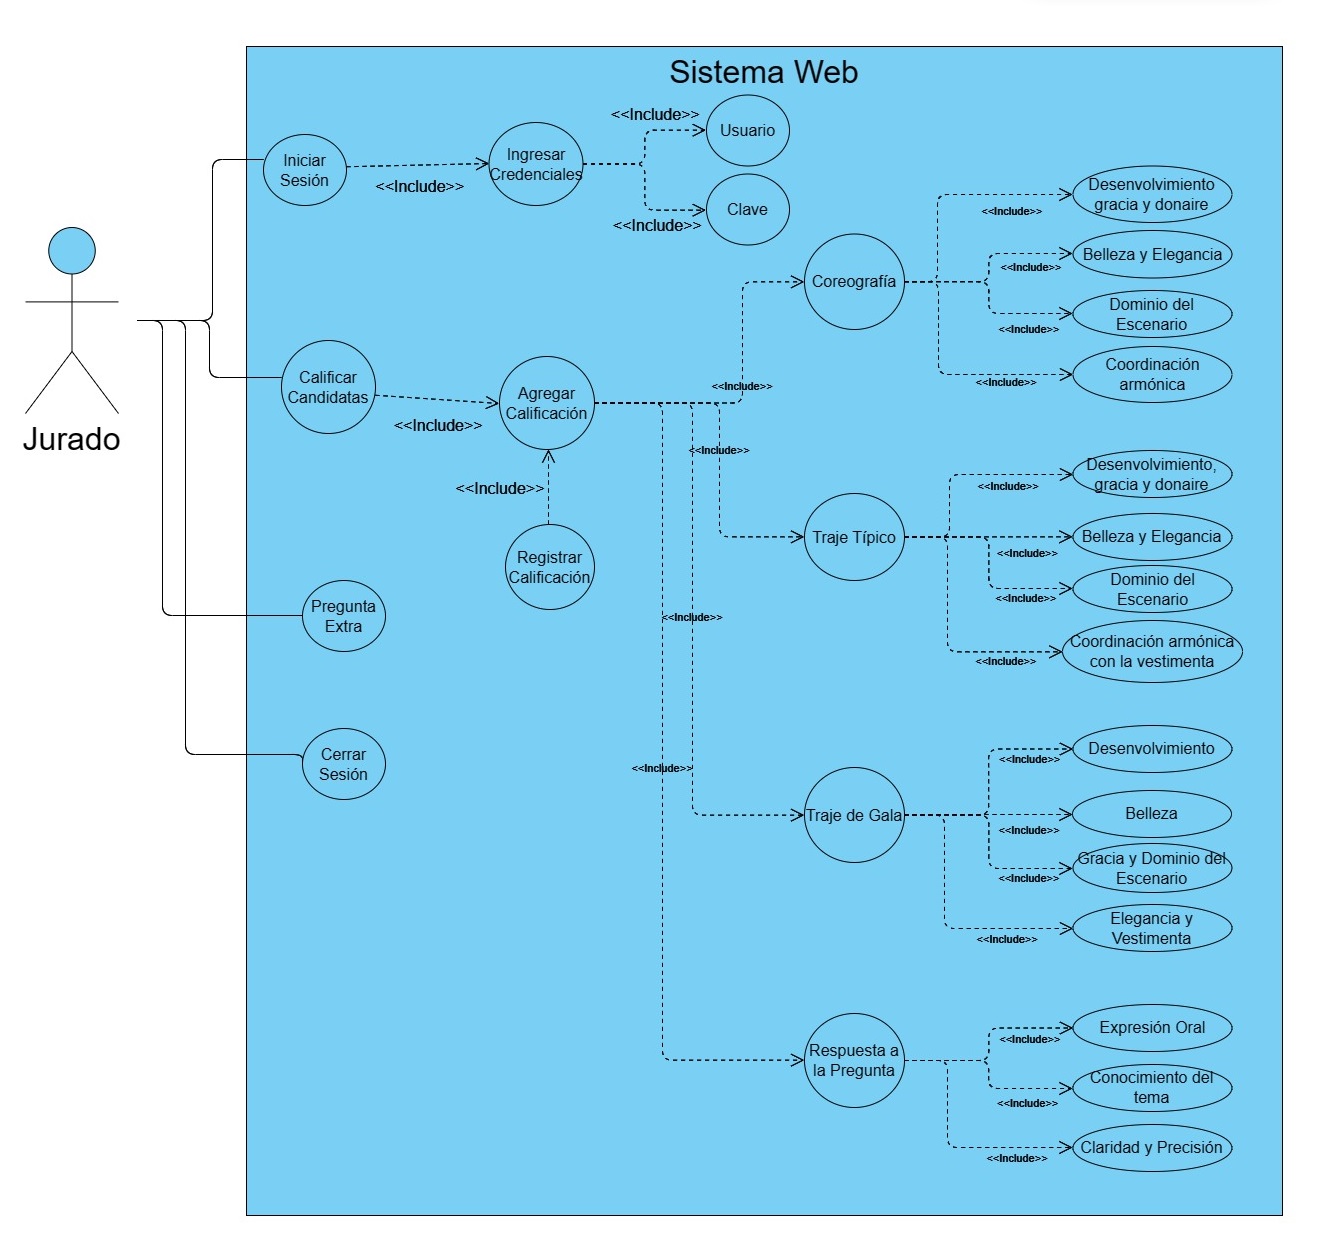 Sistema Web
<<Include>>
Usuario
Iniciar
Sesión
<<Include>>
Ingresar
Credenciales
<<Include>>
Clave
Jurado
Calificar
Candidatas
<<Include>>
Agregar
Calificación
<<Include>>
Registrar
Calificación
Pregunta
Extra
Cerrar
Sesión
<<Include>>
Coreografía
<<Include>>
Desenvolvimiento
gracia y donaire
<<Include>>
Belleza y Elegancia
<<Include>>
Dominio del
Escenario
<<Include>>
Coordinación
armónica
<<Include>>
Traje Típico
<<Include>>
Desenvolvimiento,
gracia y donaire
<<Include>>
Belleza y Elegancia
<<Include>>
Dominio del
Escenario
<<Include>>
Coordinación armónica
con la vestimenta
<<Include>>
Traje de Gala
<<Include>>
Desenvolvimiento
<<Include>>
Belleza
<<Include>>
Gracia y Dominio del
Escenario
<<Include>>
Elegancia y
Vestimenta
<<Include>>
Respuesta a
la Pregunta
<<Include>>
Expresión Oral
<<Include>>
Conocimiento del
tema
<<Include>>
Claridad y Precisión